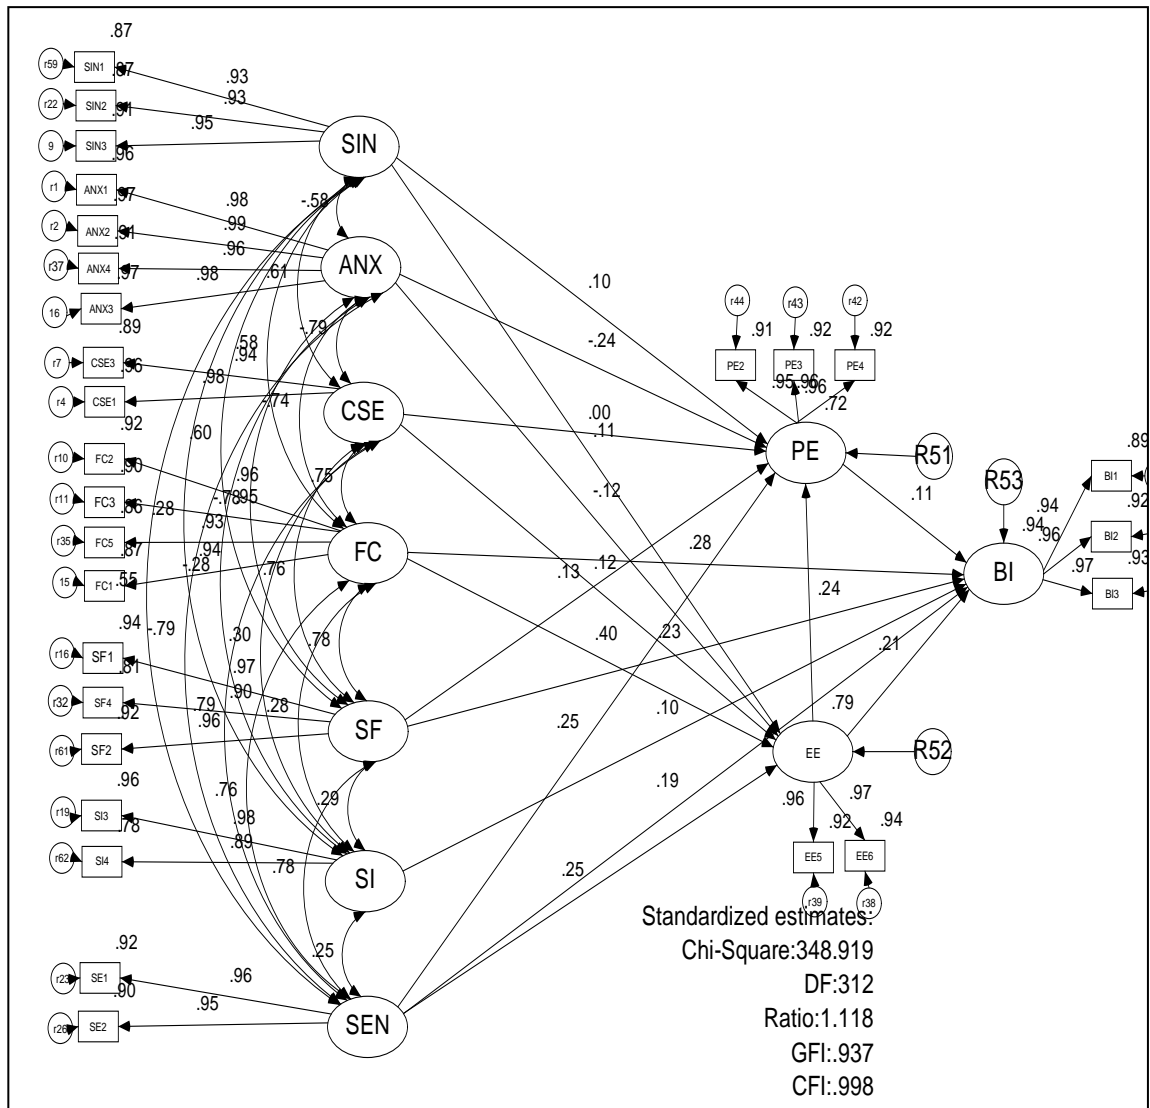 .87
r59 SIN1 .87 .93
r22 SIN2 .91 .93
9 SIN3 .96 .95
SIN
r1 ANX1 .97 .98 -.58
r2 ANX2 .91 .99
r37 ANX4 .97 .96
16 ANX3 .98 .61
ANX
.10
.89
r7 CSE3 .96 .94 .58 -.79
r4 CSE1 .98
.92
CSE
-.74
-.24
.00
.11
r44 r43 r42
.91 .92 .92
PE2 PE3 PE4
.95 .96 .96
.72
PE
R51
r10 FC2 .90 .60
r11 FC3 .86 .96 .75
r35 FC5 .87 -.78 .95
15 FC1 .55 .93
.28 .94
-.28 .76
FC
-.12
.12
.13
.28
.24
.11
R53
.94
.94
.96
.97
BI
.89
BI1
.92
BI2
.93
BI3
.94
-.79
r16 SF1 .81 .30 .78
r32 SF4 .92 .97
r61 SF2 .79 .90 .28
.96
SF
.40
.23
.21
.10
.25
.79
.19
EE
R52
.96
r19 SI3 .78 .76 .29
r62 SI4 .98
.89
.78
SI
.25
.96 .97
.92 .94
EE5 EE6
r39 r38
.92
.25
r23 SE1 .90 .96
r26 SE2 .95
SEN
Standardized estimates:
Chi-Square:348.919
DF:312
Ratio:1.118
GFI:.937
CFI:.998